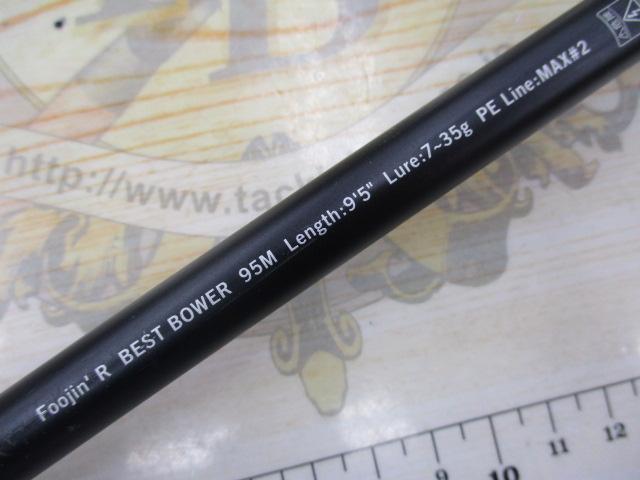 Foojin' R BEST BOWER 95M Length:9'5" Lure:7~35g PE Line:MAX#2
http://www.tack
9 10 11 12